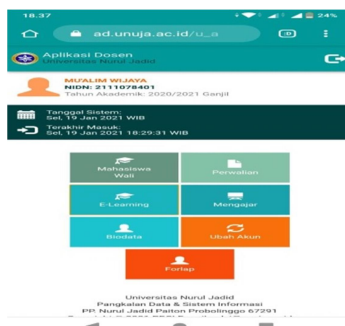 18.37
24%
ad.unuja.ac.id/u_a
Aplikasi Dosen
Universitas Nurul Jadid
MU'ALIM WIJAYA
NIDN: 2111078401
Tahun Akademik: 2020/2021 Ganjil
Tanggal Sistem:
Sel, 19 Jan 2021 WIB
Terakhir Masuk:
Sel, 19 Jan 2021 18:29:31 WIB
Mahasiswa
Wali
Perwalian
E-Learning
Mengajar
Biodata
Ubah Akun
Forlap
Universitas Nurul Jadid
Pangkalan Data & Sistem Informasi
PP. Nurul Jadid Paiton Probolinggo 67291